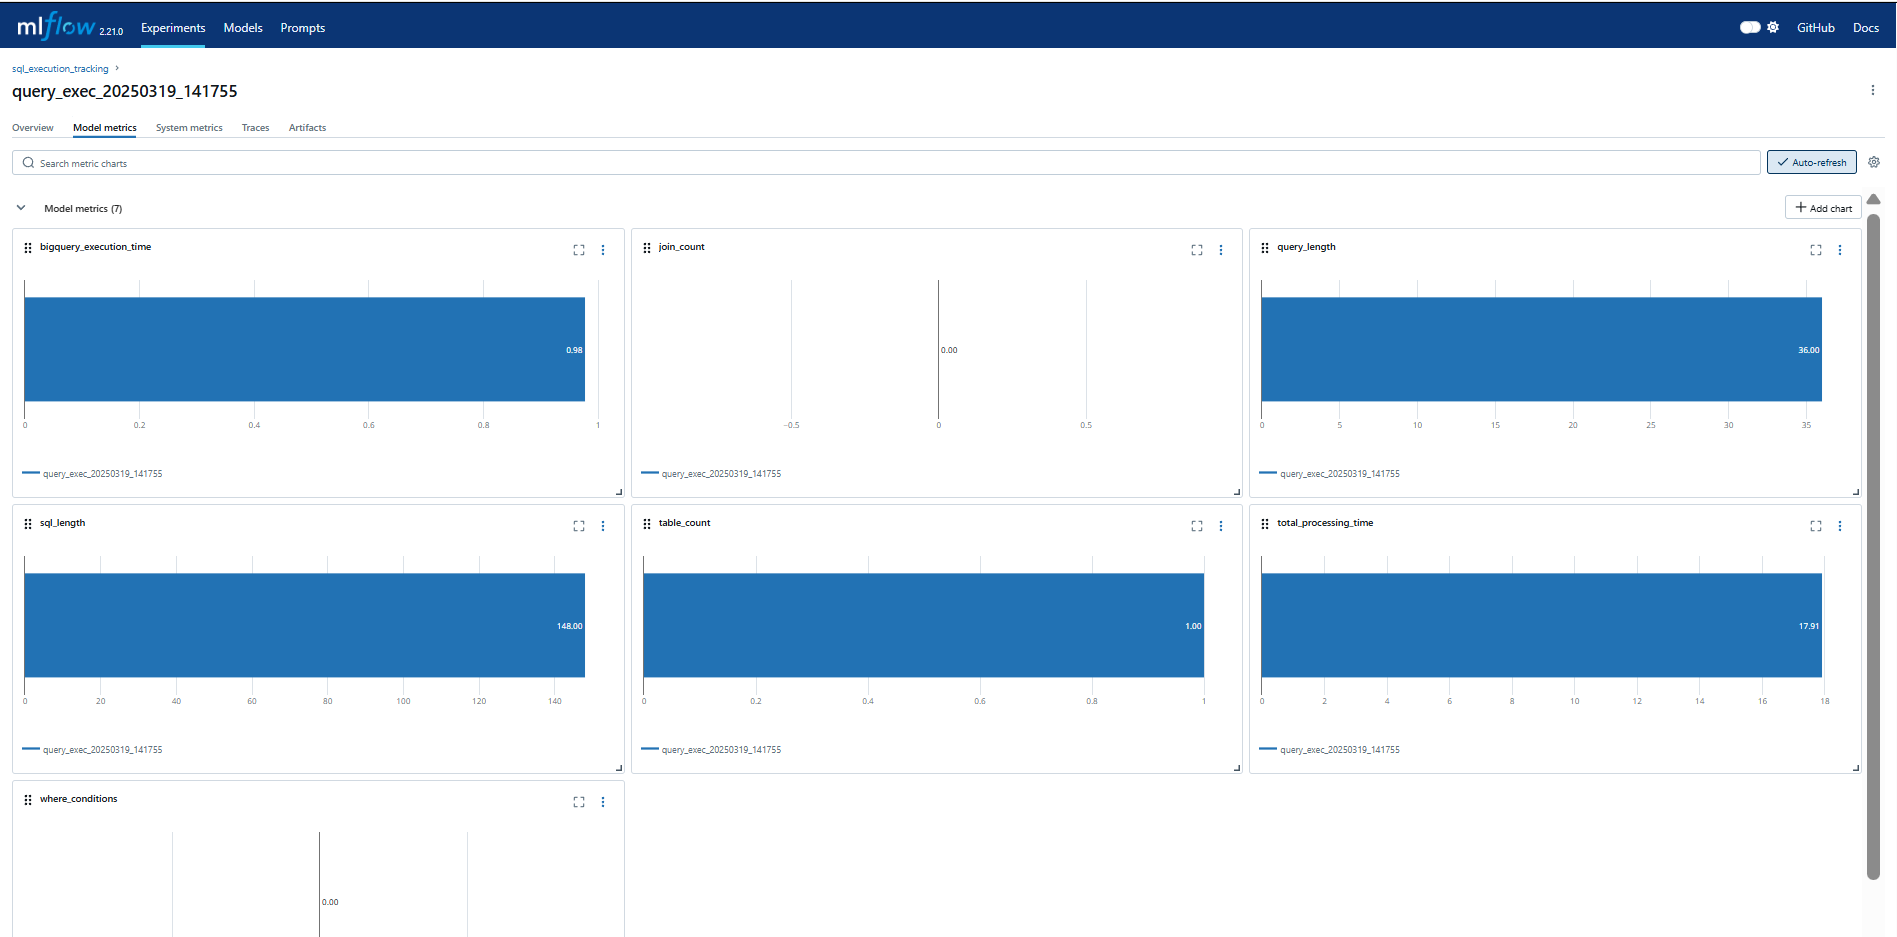 mlflow 2.21.0 Experiments Models Prompts GitHub Docs
sql_execution_tracking
query_exec_20250319_141755
Overview Model metrics System metrics Traces Artifacts
Search metric charts Auto-refresh
Model metrics (7) Add chart
bigquery_execution_time
0.98
0 0.2 0.4 0.6 0.8 1
query_exec_20250319_141755
join_count
0.00
−0.5 0 0.5
query_exec_20250319_141755
query_length
36.00
0 5 10 15 20 25 30 35
query_exec_20250319_141755
sql_length
148.00
0 20 40 60 80 100 120 140
query_exec_20250319_141755
table_count
1.00
0 0.2 0.4 0.6 0.8 1
query_exec_20250319_141755
total_processing_time
17.91
0 2 4 6 8 10 12 14 16 18
query_exec_20250319_141755
where_conditions
0.00